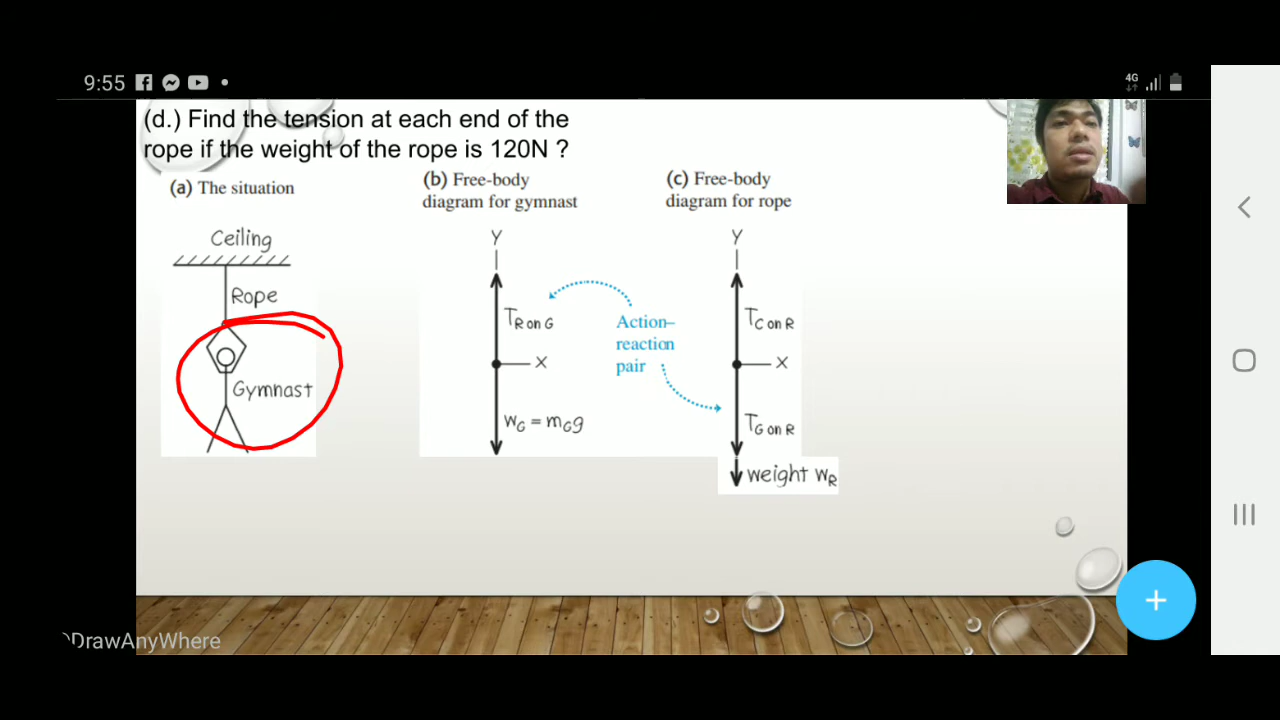 9:55
4G
(d.) Find the tension at each end of the
rope if the weight of the rope is 120N ?
(a) The situation
(b) Free-body
diagram for gymnast
(c) Free-body
diagram for rope
Ceiling
Rope
Gymnast
Y
T R on G
X
W G = m G g
Action–
reaction
pair
Y
T C on R
X
T G on R
weight W R
DrawAnyWhere